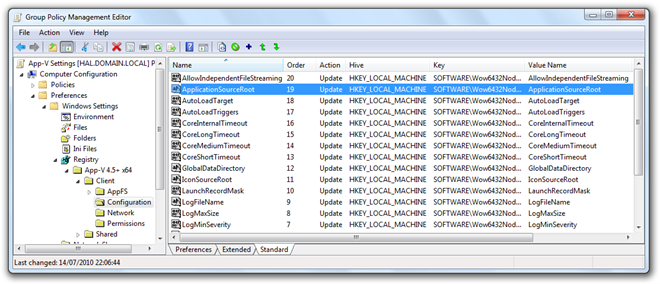 Group Policy Management Editor
File Action View Help
App-V Settings [HAL.DOMAIN.LOCAL] P
Computer Configuration
Policies
Preferences
Windows Settings
Environment
Files
Folders
Ini Files
Registry
App-V 4.5+ x64
Client
AppFS
Configuration
Network
Permissions
Shared
Name Order Action Hive Key Value Name
AllowIndependentFileStreaming 20 Update HKEY_LOCAL_MACHINE SOFTWARE\Wow6432Nod... AllowIndependentFileStreaming
ApplicationSourceRoot 19 Update HKEY_LOCAL_MACHINE SOFTWARE\Wow6432Nod... ApplicationSourceRoot
AutoLoadTarget 18 Update HKEY_LOCAL_MACHINE SOFTWARE\Wow6432Nod... AutoLoadTarget
AutoLoadTriggers 17 Update HKEY_LOCAL_MACHINE SOFTWARE\Wow6432Nod... AutoLoadTriggers
CoreInternalTimeout 16 Update HKEY_LOCAL_MACHINE SOFTWARE\Wow6432Nod... CoreInternalTimeout
CoreLongTimeout 15 Update HKEY_LOCAL_MACHINE SOFTWARE\Wow6432Nod... CoreLongTimeout
CoreMediumTimeout 14 Update HKEY_LOCAL_MACHINE SOFTWARE\Wow6432Nod... CoreMediumTimeout
CoreShortTimeout 13 Update HKEY_LOCAL_MACHINE SOFTWARE\Wow6432Nod... CoreShortTimeout
GlobalDataDirectory 12 Update HKEY_LOCAL_MACHINE SOFTWARE\Wow6432Nod... GlobalDataDirectory
IconSourceRoot 11 Update HKEY_LOCAL_MACHINE SOFTWARE\Wow6432Nod... IconSourceRoot
LaunchRecordMask 10 Update HKEY_LOCAL_MACHINE SOFTWARE\Wow6432Nod... LaunchRecordMask
LogFileName 9 Update HKEY_LOCAL_MACHINE SOFTWARE\Wow6432Nod... LogFileName
LogMaxSize 8 Update HKEY_LOCAL_MACHINE SOFTWARE\Wow6432Nod... LogMaxSize
LogMinSeverity 7 Update HKEY_LOCAL_MACHINE SOFTWARE\Wow6432Nod... LogMinSeverity
Preferences Extended Standard
Last changed: 14/07/2010 22:06:44